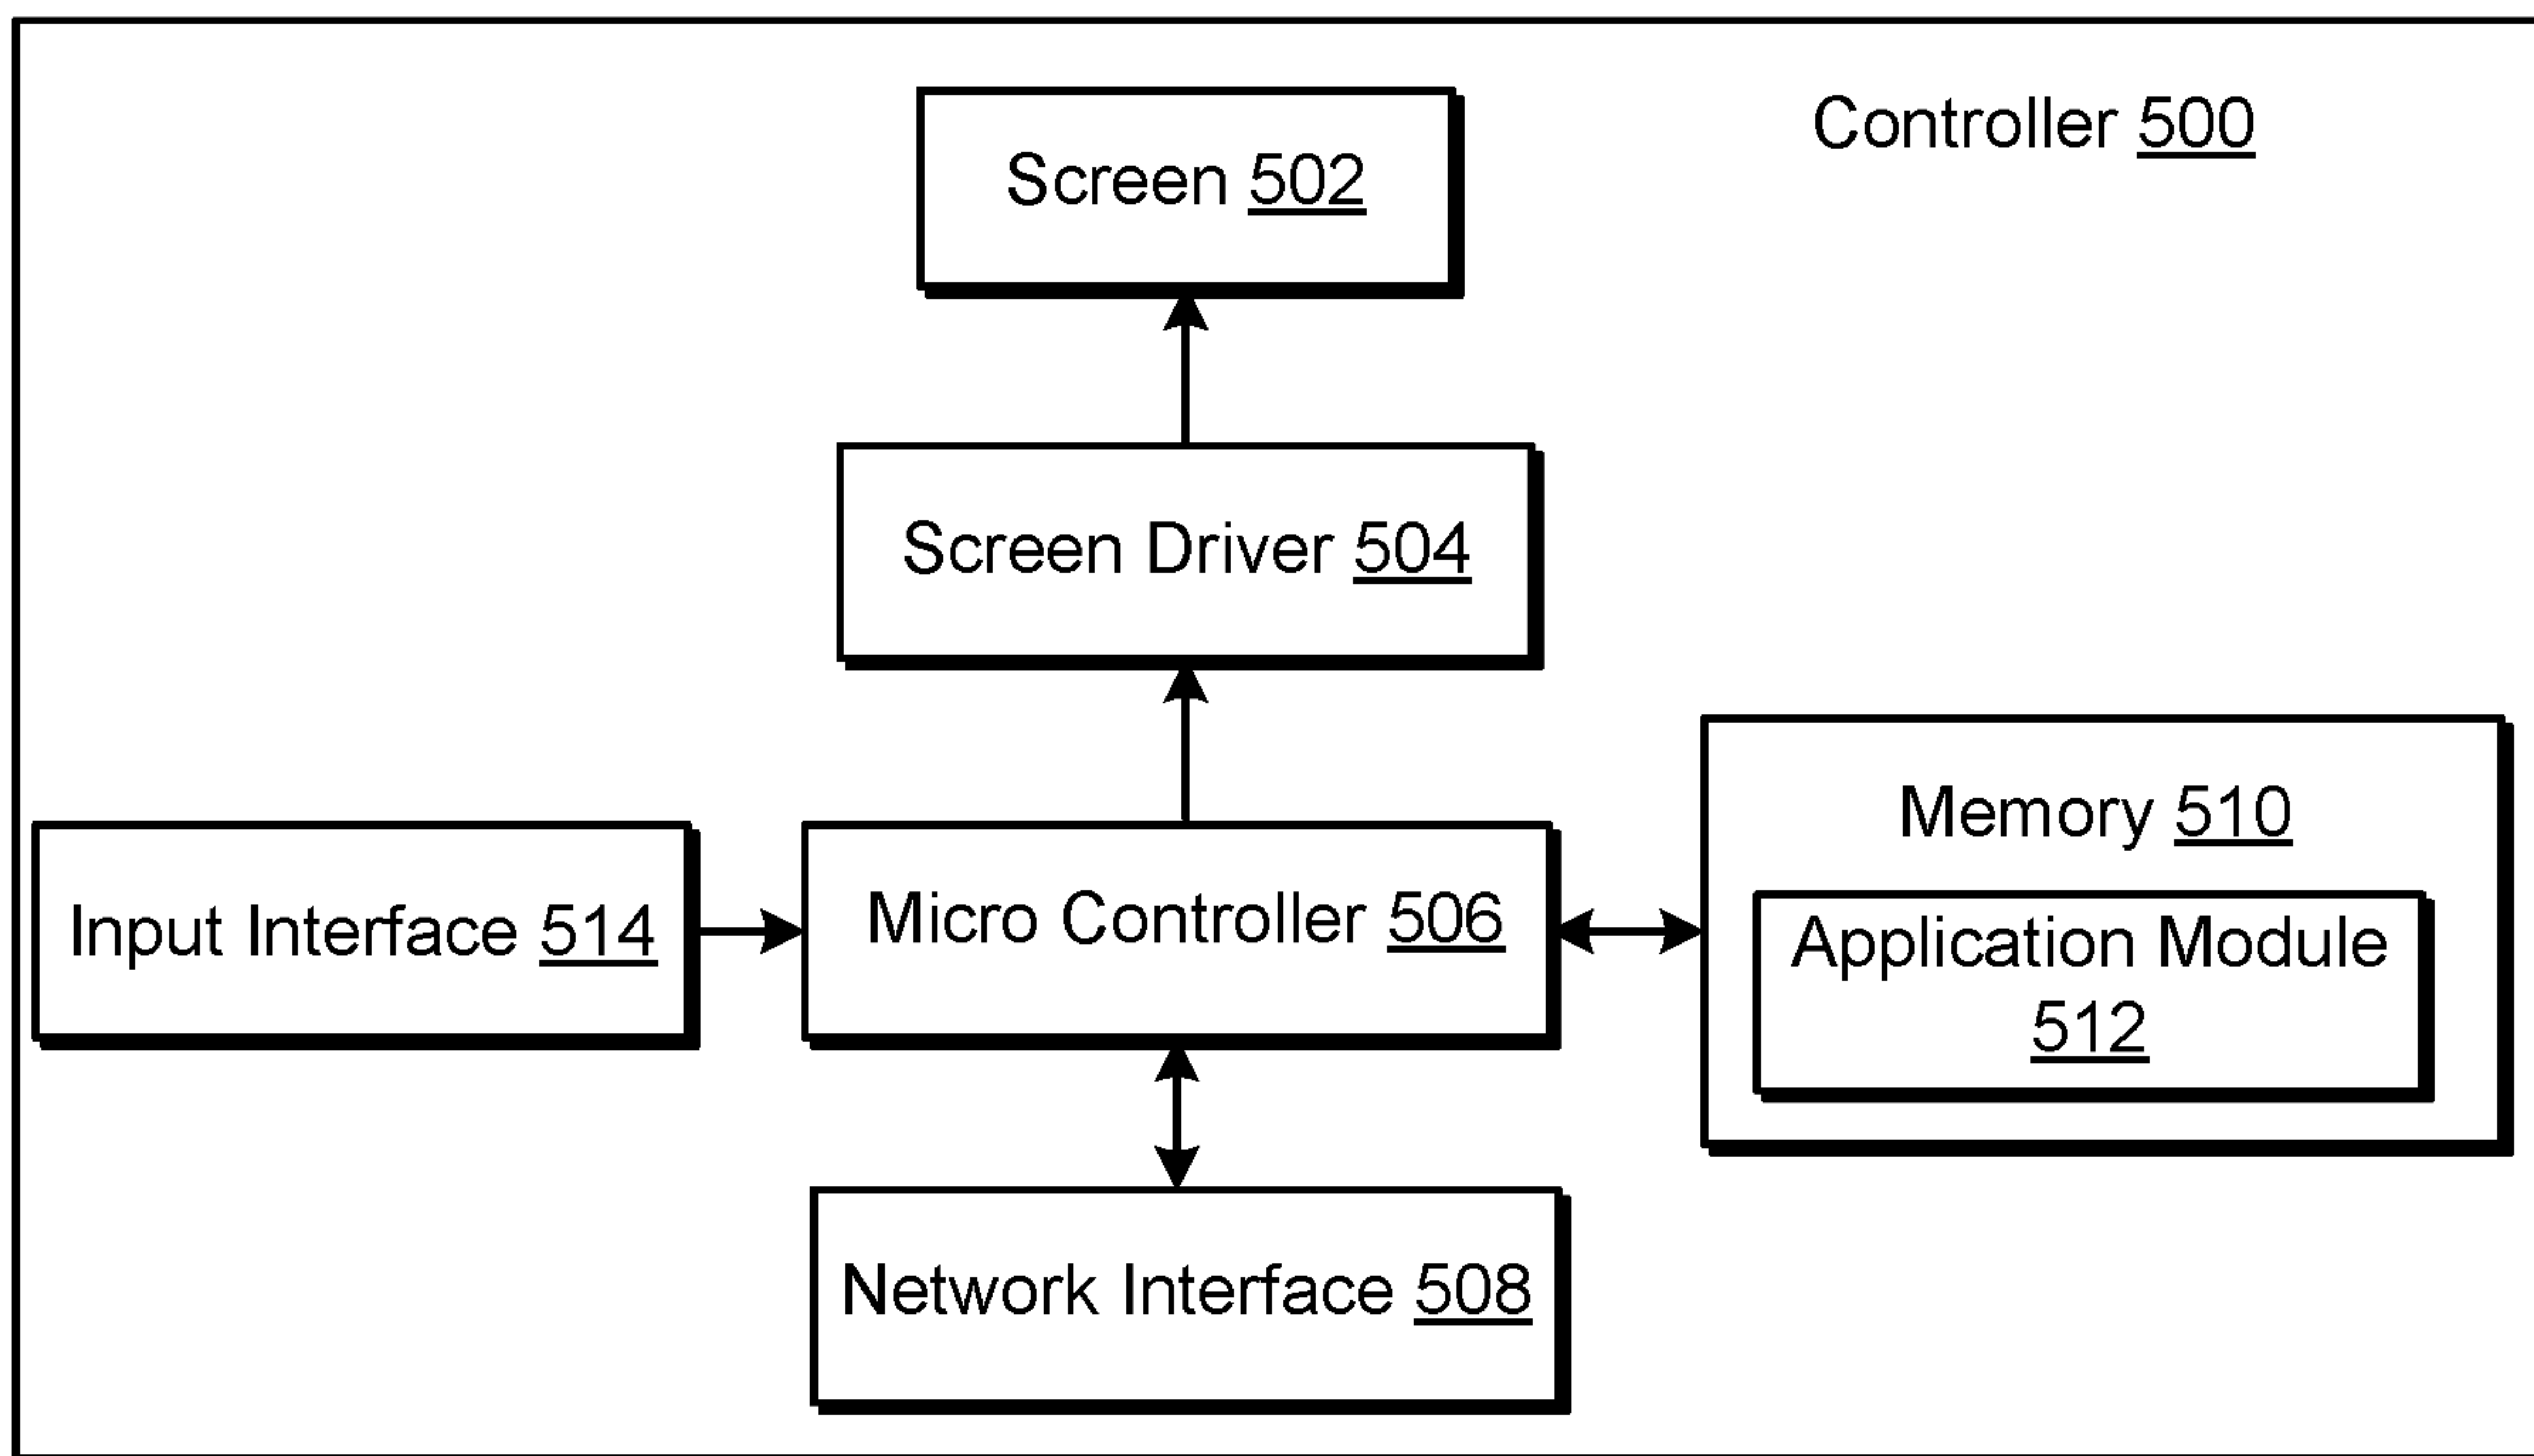 Controller 500
Screen 502
Screen Driver 504
Input Interface 514
Micro Controller 506
Memory 510
Application Module
512
Network Interface 508